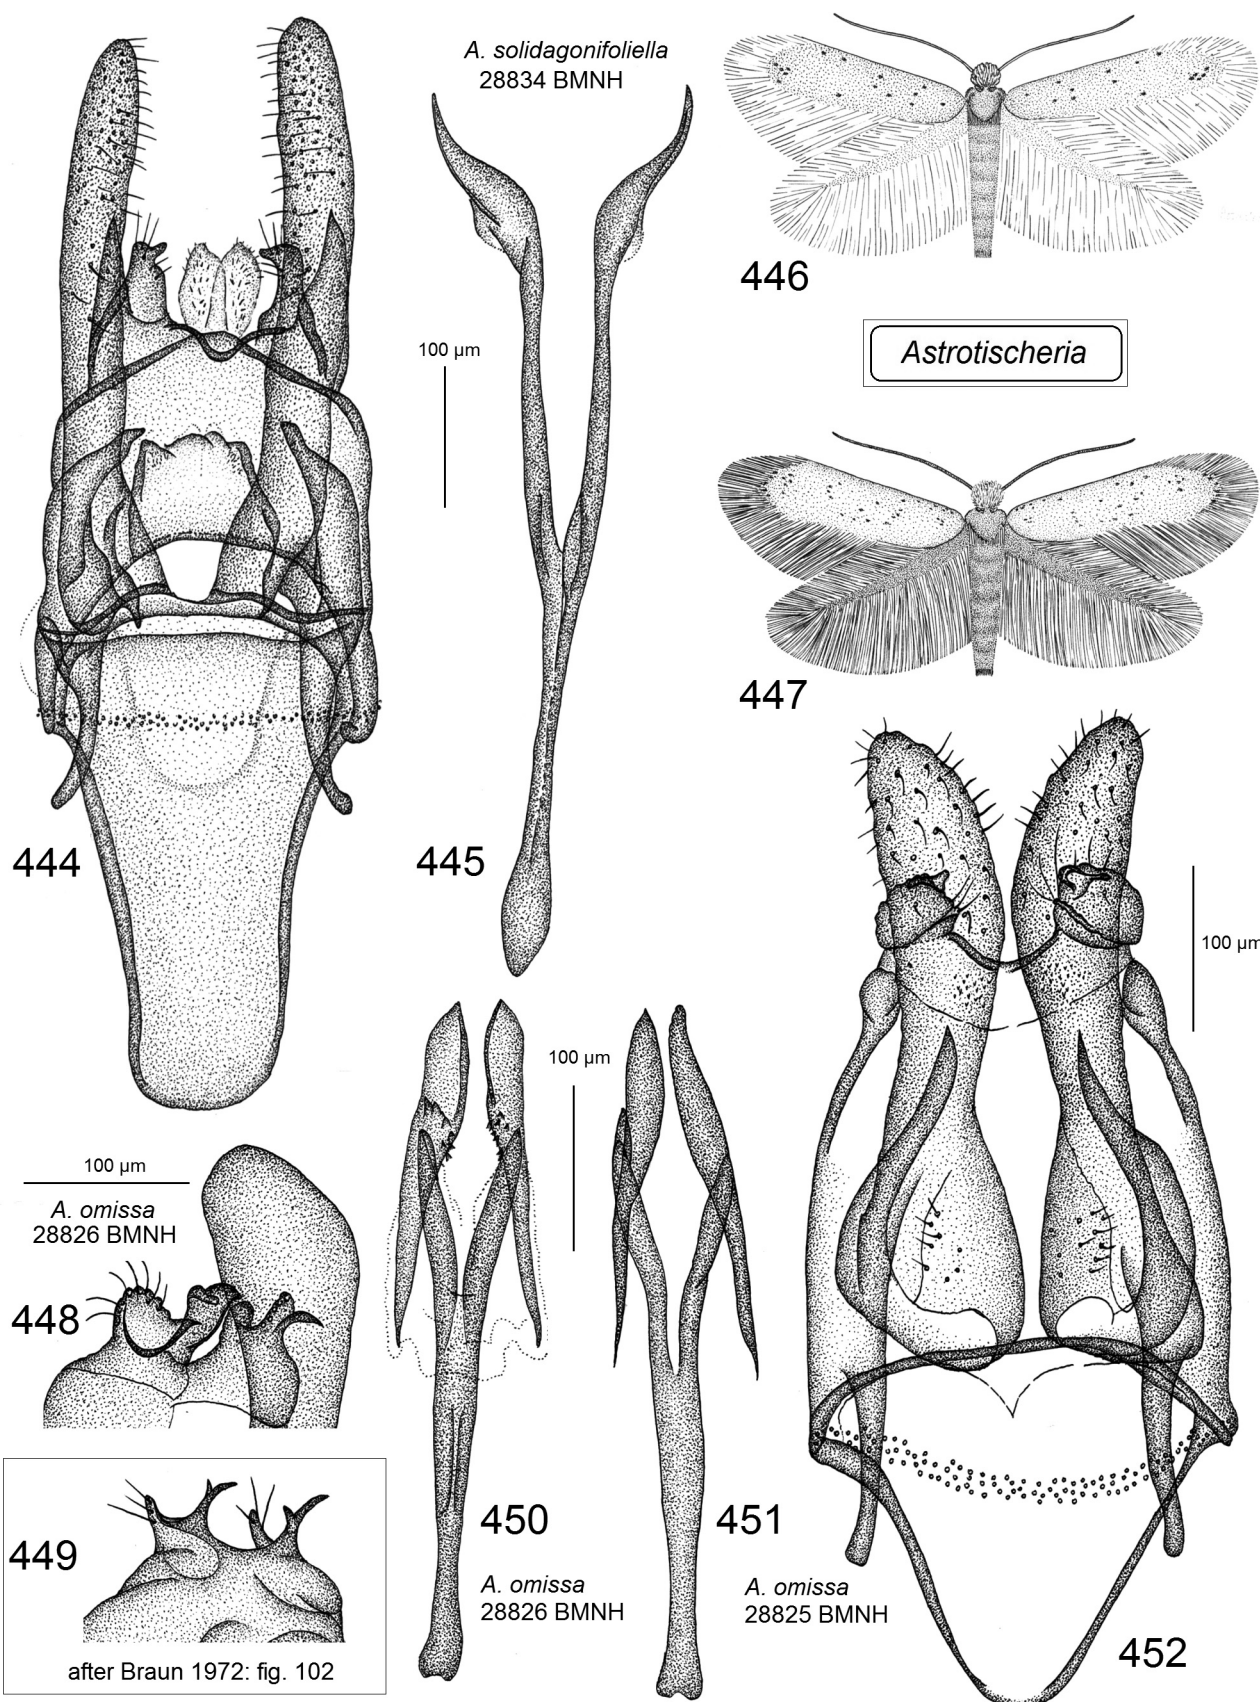 A. solidagonifoliella
28834 BMNH
446
100 µm
Astrotischeria
447
444
445
100 µm
100 µm
100 µm
A. omissa
28826 BMNH
448
449
450
451
A. omissa
28826 BMNH
A. omissa
28825 BMNH
452
after Braun 1972: fig. 102